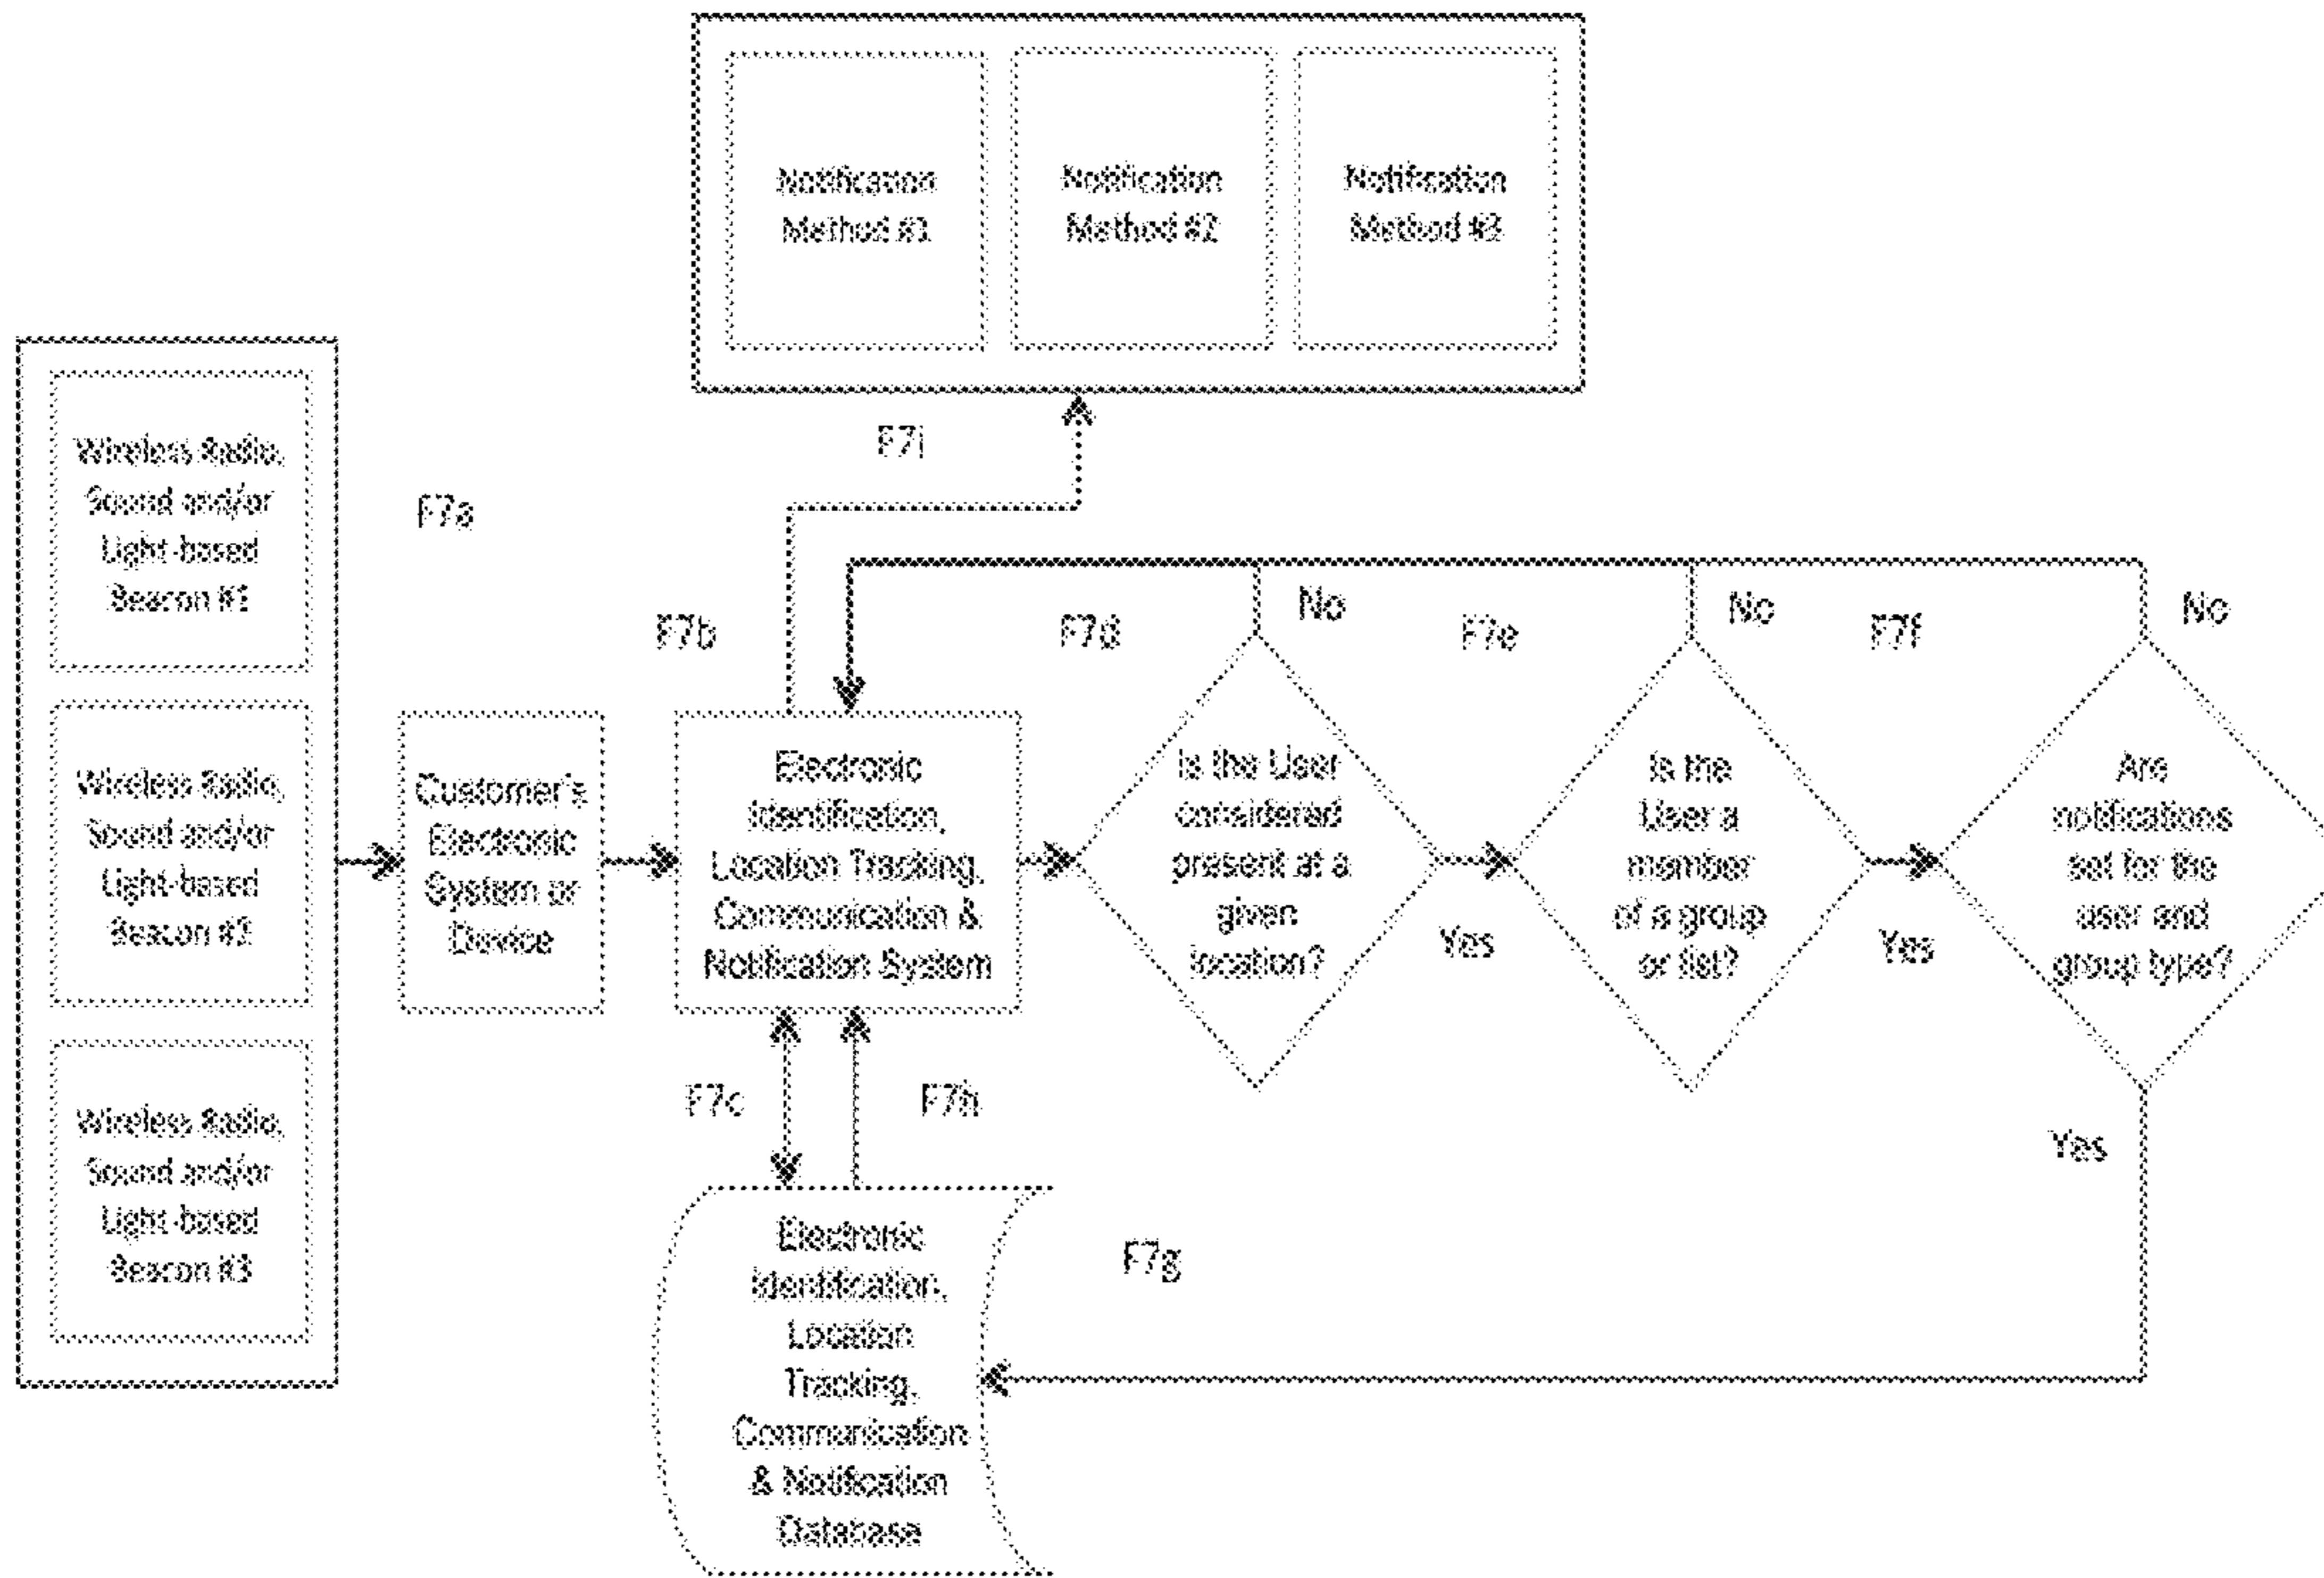 Notification
Method #1
Notification
Method #2
Notification
Method #3
F7i
Wireless Radio,
Sound and/or
Light-based
Beacon #1
Wireless Radio,
Sound and/or
Light-based
Beacon #2
Wireless Radio,
Sound and/or
Light-based
Beacon #3
F7a
Customer's
Electronic
System or
Device
F7b
Electronic
Identification,
Location Tracking,
Communication &
Notification System
F7d
No
Is the User
considered
present at a
given
location?
Yes
F7e
No
Is the
User a
member
of a group
or list?
Yes
F7f
No
Are
notifications
set for the
user and
group type?
Yes
F7c
F7h
F7g
Electronic
Identification,
Location
Tracking,
Communication
& Notification
Database